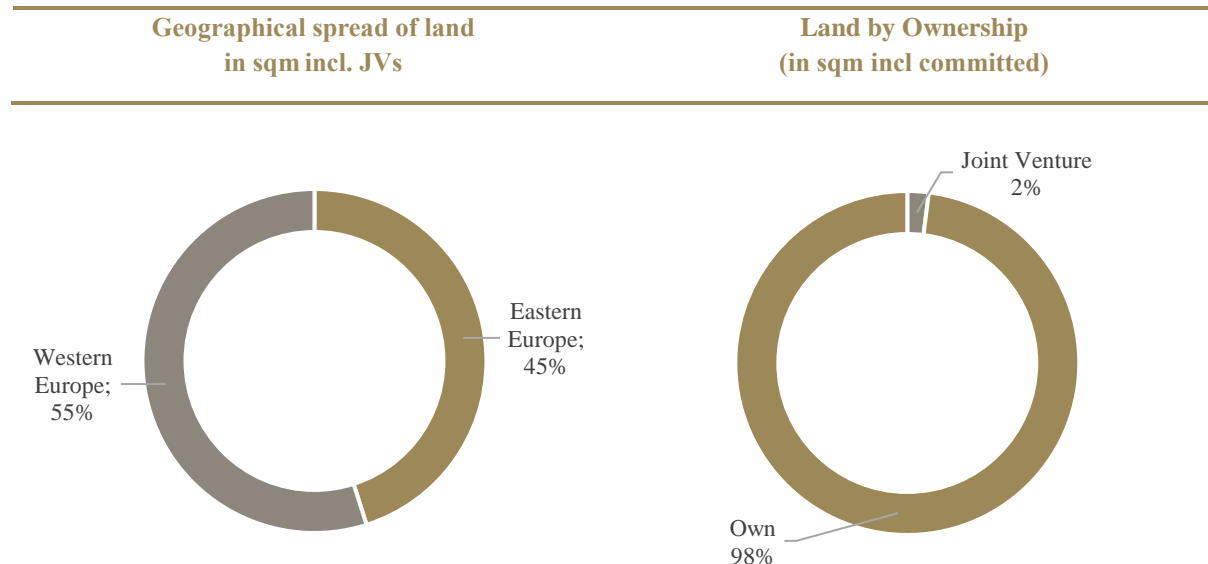 Geographical spread of land
in sqm incl. JVs
Land by Ownership
(in sqm incl committed)
Eastern
Europe;
45%
Western
Europe;
55%
Joint Venture
2%
Own
98%